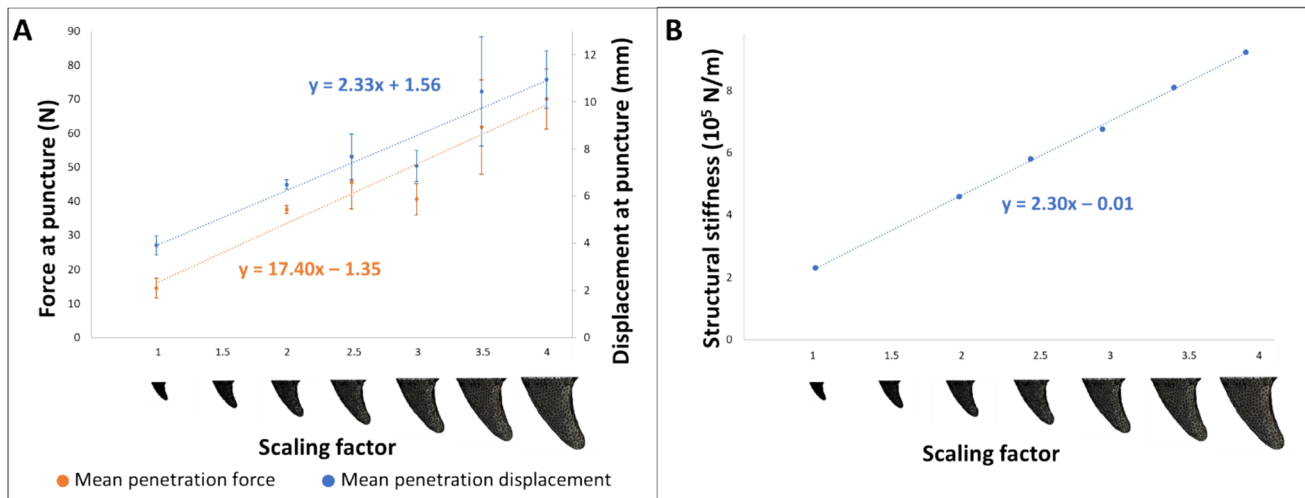 A
Force at puncture (N)
90
80
70
60
50
40
30
20
10
0
y = 2.33x + 1.56
y = 17.40x – 1.35
12
10
8
6
4
2
0
Displacement at puncture (mm)
1 1.5 2 2.5 3 3.5 4
Scaling factor
Mean penetration force Mean penetration displacement
B
Structural stiffness (10⁵ N/m)
8
6
4
2
0
y = 2.30x – 0.01
1 1.5 2 2.5 3 3.5 4
Scaling factor